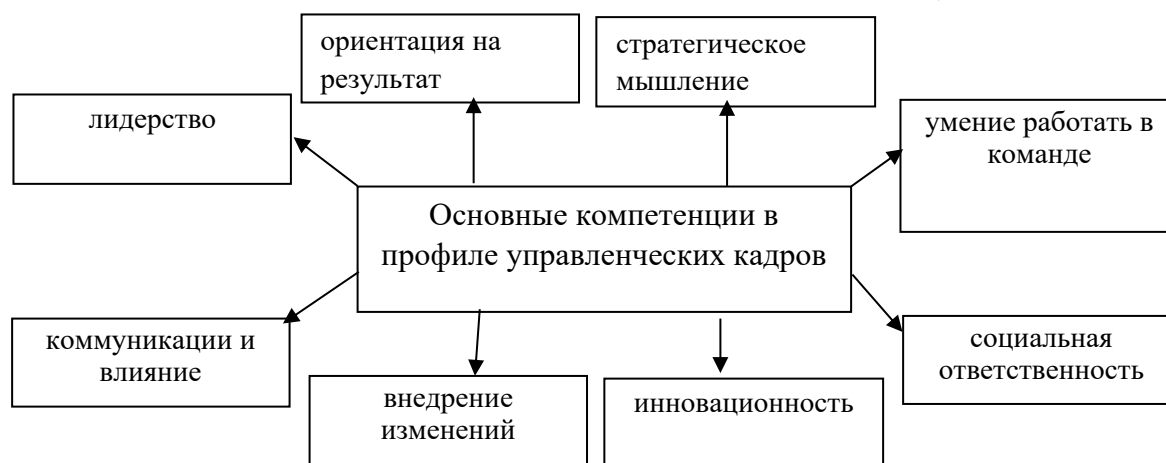 ориентация на
результат
стратегическое
мышление
лидерство
умение работать в
команде
Основные компетенции в
профиле управленческих кадров
коммуникации и
влияние
социальная
ответственность
внедрение
изменений
инновационность